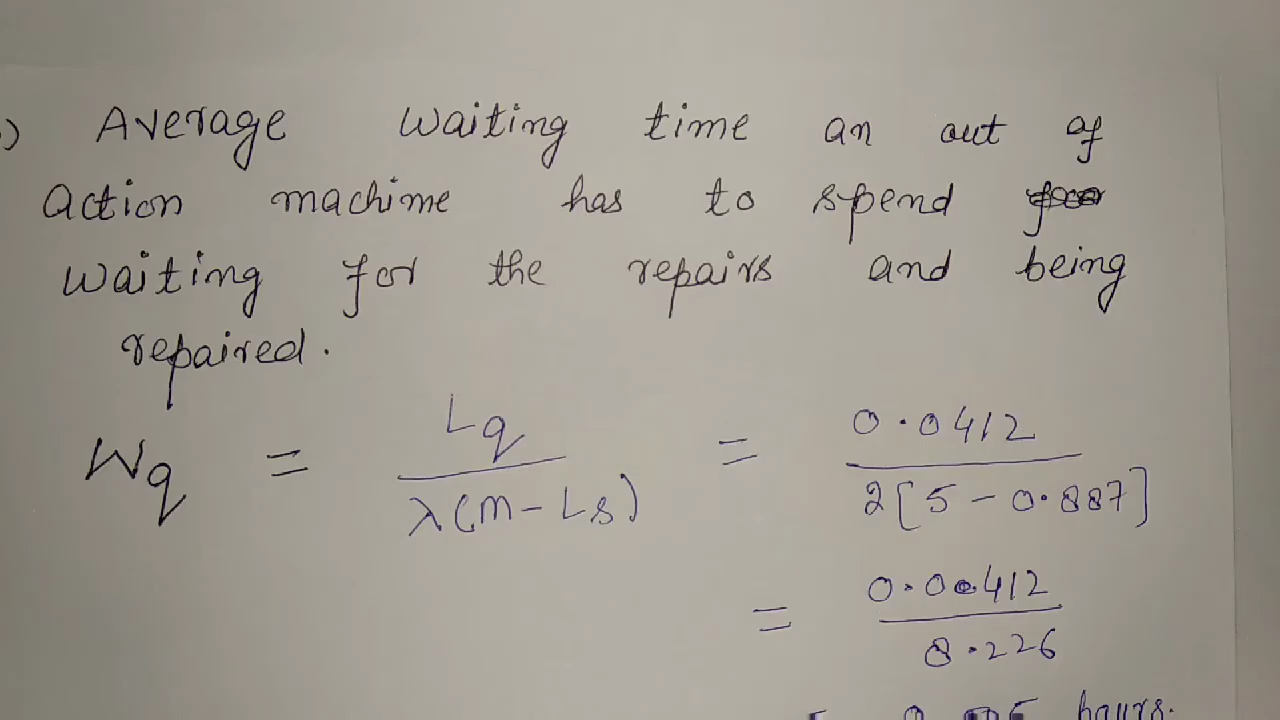 Average waiting time an out of
action machine has to spend
waiting for the repairs and being
repaired.
Wq = Lq / λ(m - Ls) = 0.0412 / 2[5 - 0.887]
= 0.00412 / 8.226
hours.